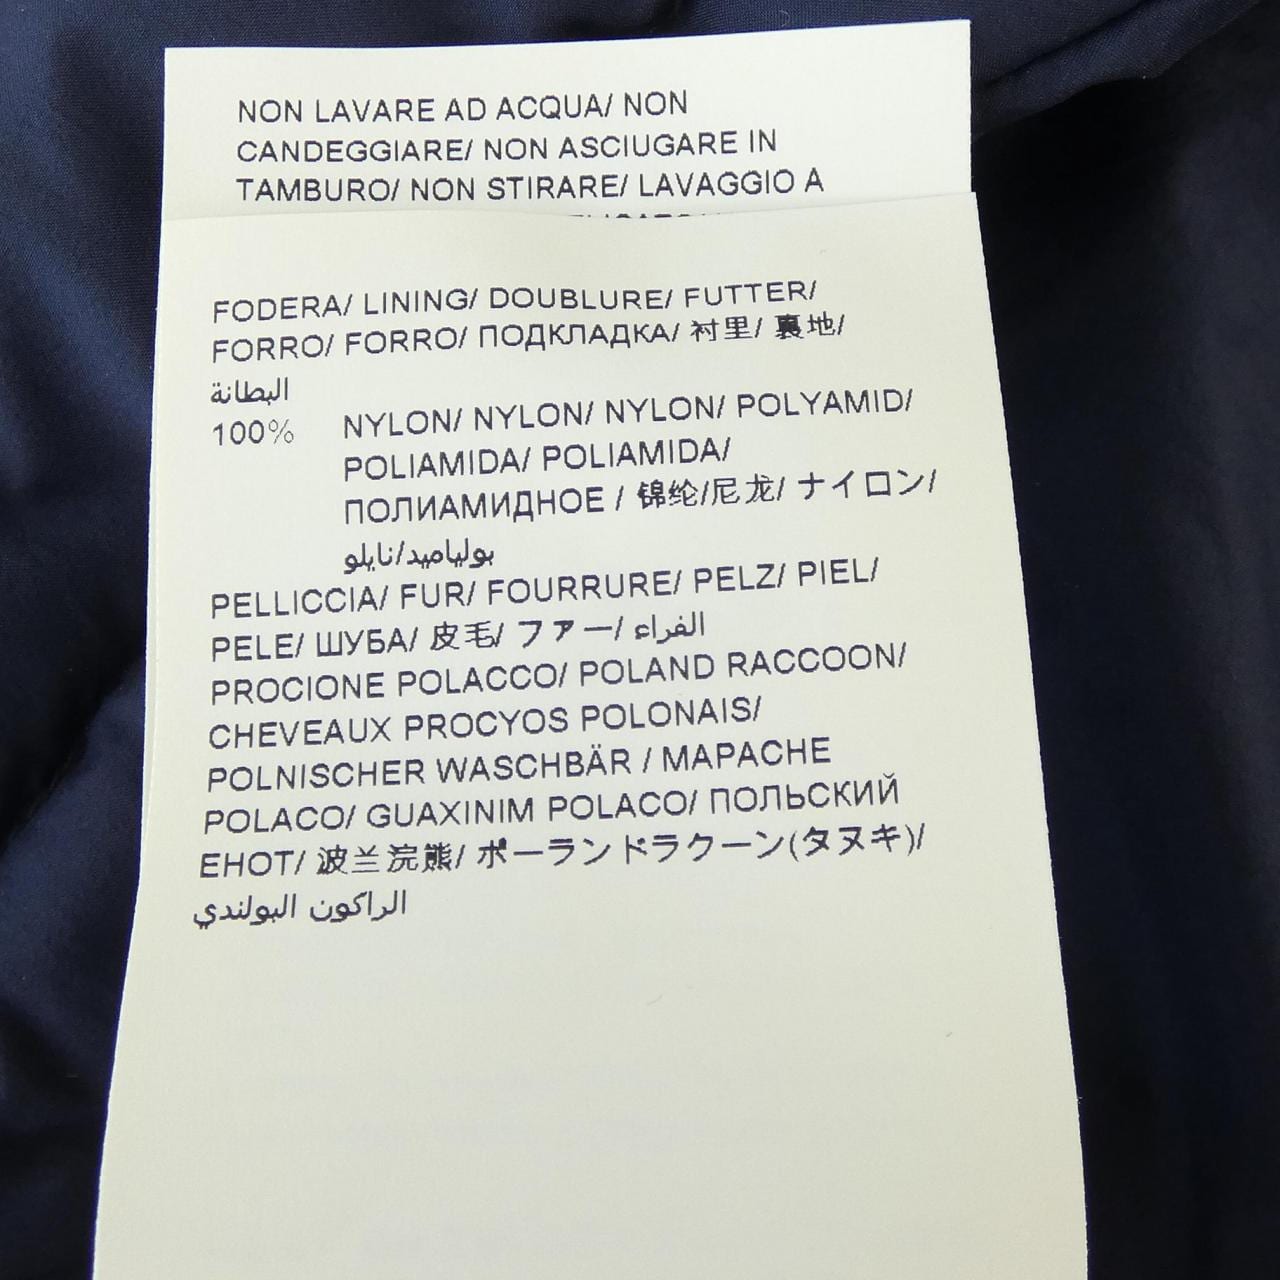 NON LAVARE AD ACQUA/ NON
CANDEGGIARE/ NON ASCIUGARE IN
TAMBURO/ NON STIRARE/ LAVAGGIO A
FODERA/ LINING/ DOUBLURE/ FUTTER/
FORRO/ FORRO/ ПОДКЛАДКА/ 衬里/ 裏地/
البطانة
100% NYLON/ NYLON/ NYLON/ POLYAMID/
POLIAMIDA/ POLIAMIDA/
ПОЛИАМИДНОЕ / 锦纶/尼龙/ ナイロン/
بولياميد/نايلو
PELLICCIA/ FUR/ FOURRURE/ PELZ/ PIEL/
PELE/ ШУБА/ 皮毛/ ファー/ الفراء
PROCIONE POLACCO/ POLAND RACCOON/
CHEVEAUX PROCYOS POLONAIS/
POLNISCHER WASCHBÄR / MAPACHE
POLACO/ GUAXINIM POLACO/ ПОЛЬСКИЙ
ЕНОТ/ 波兰浣熊/ ポーランドラクーン(タヌキ)/
الراكون البولندي